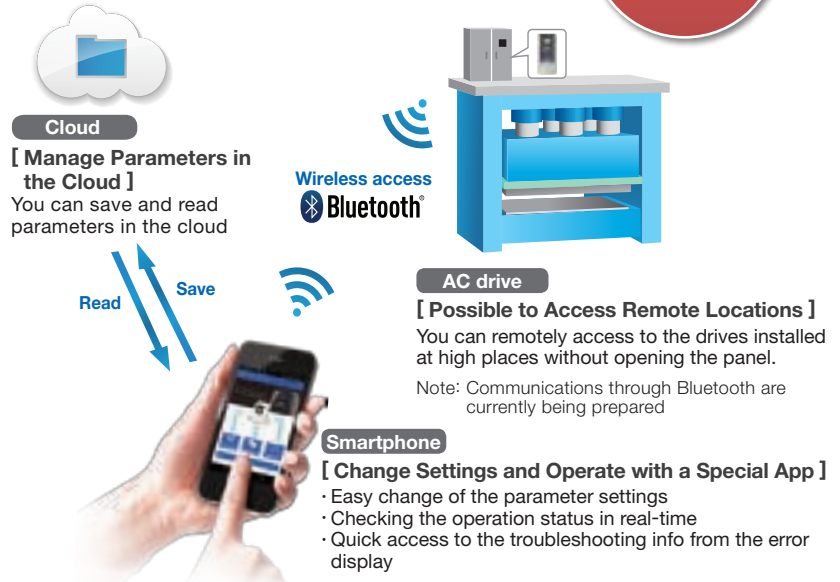 Cloud
[ Manage Parameters in
the Cloud ]
You can save and read
parameters in the cloud
Wireless access
Bluetooth®
Read
Save
AC drive
[ Possible to Access Remote Locations ]
You can remotely access to the drives installed
at high places without opening the panel.
Note: Communications through Bluetooth are
currently being prepared
Smartphone
[ Change Settings and Operate with a Special App ]
· Easy change of the parameter settings
· Checking the operation status in real-time
· Quick access to the troubleshooting info from the error
display